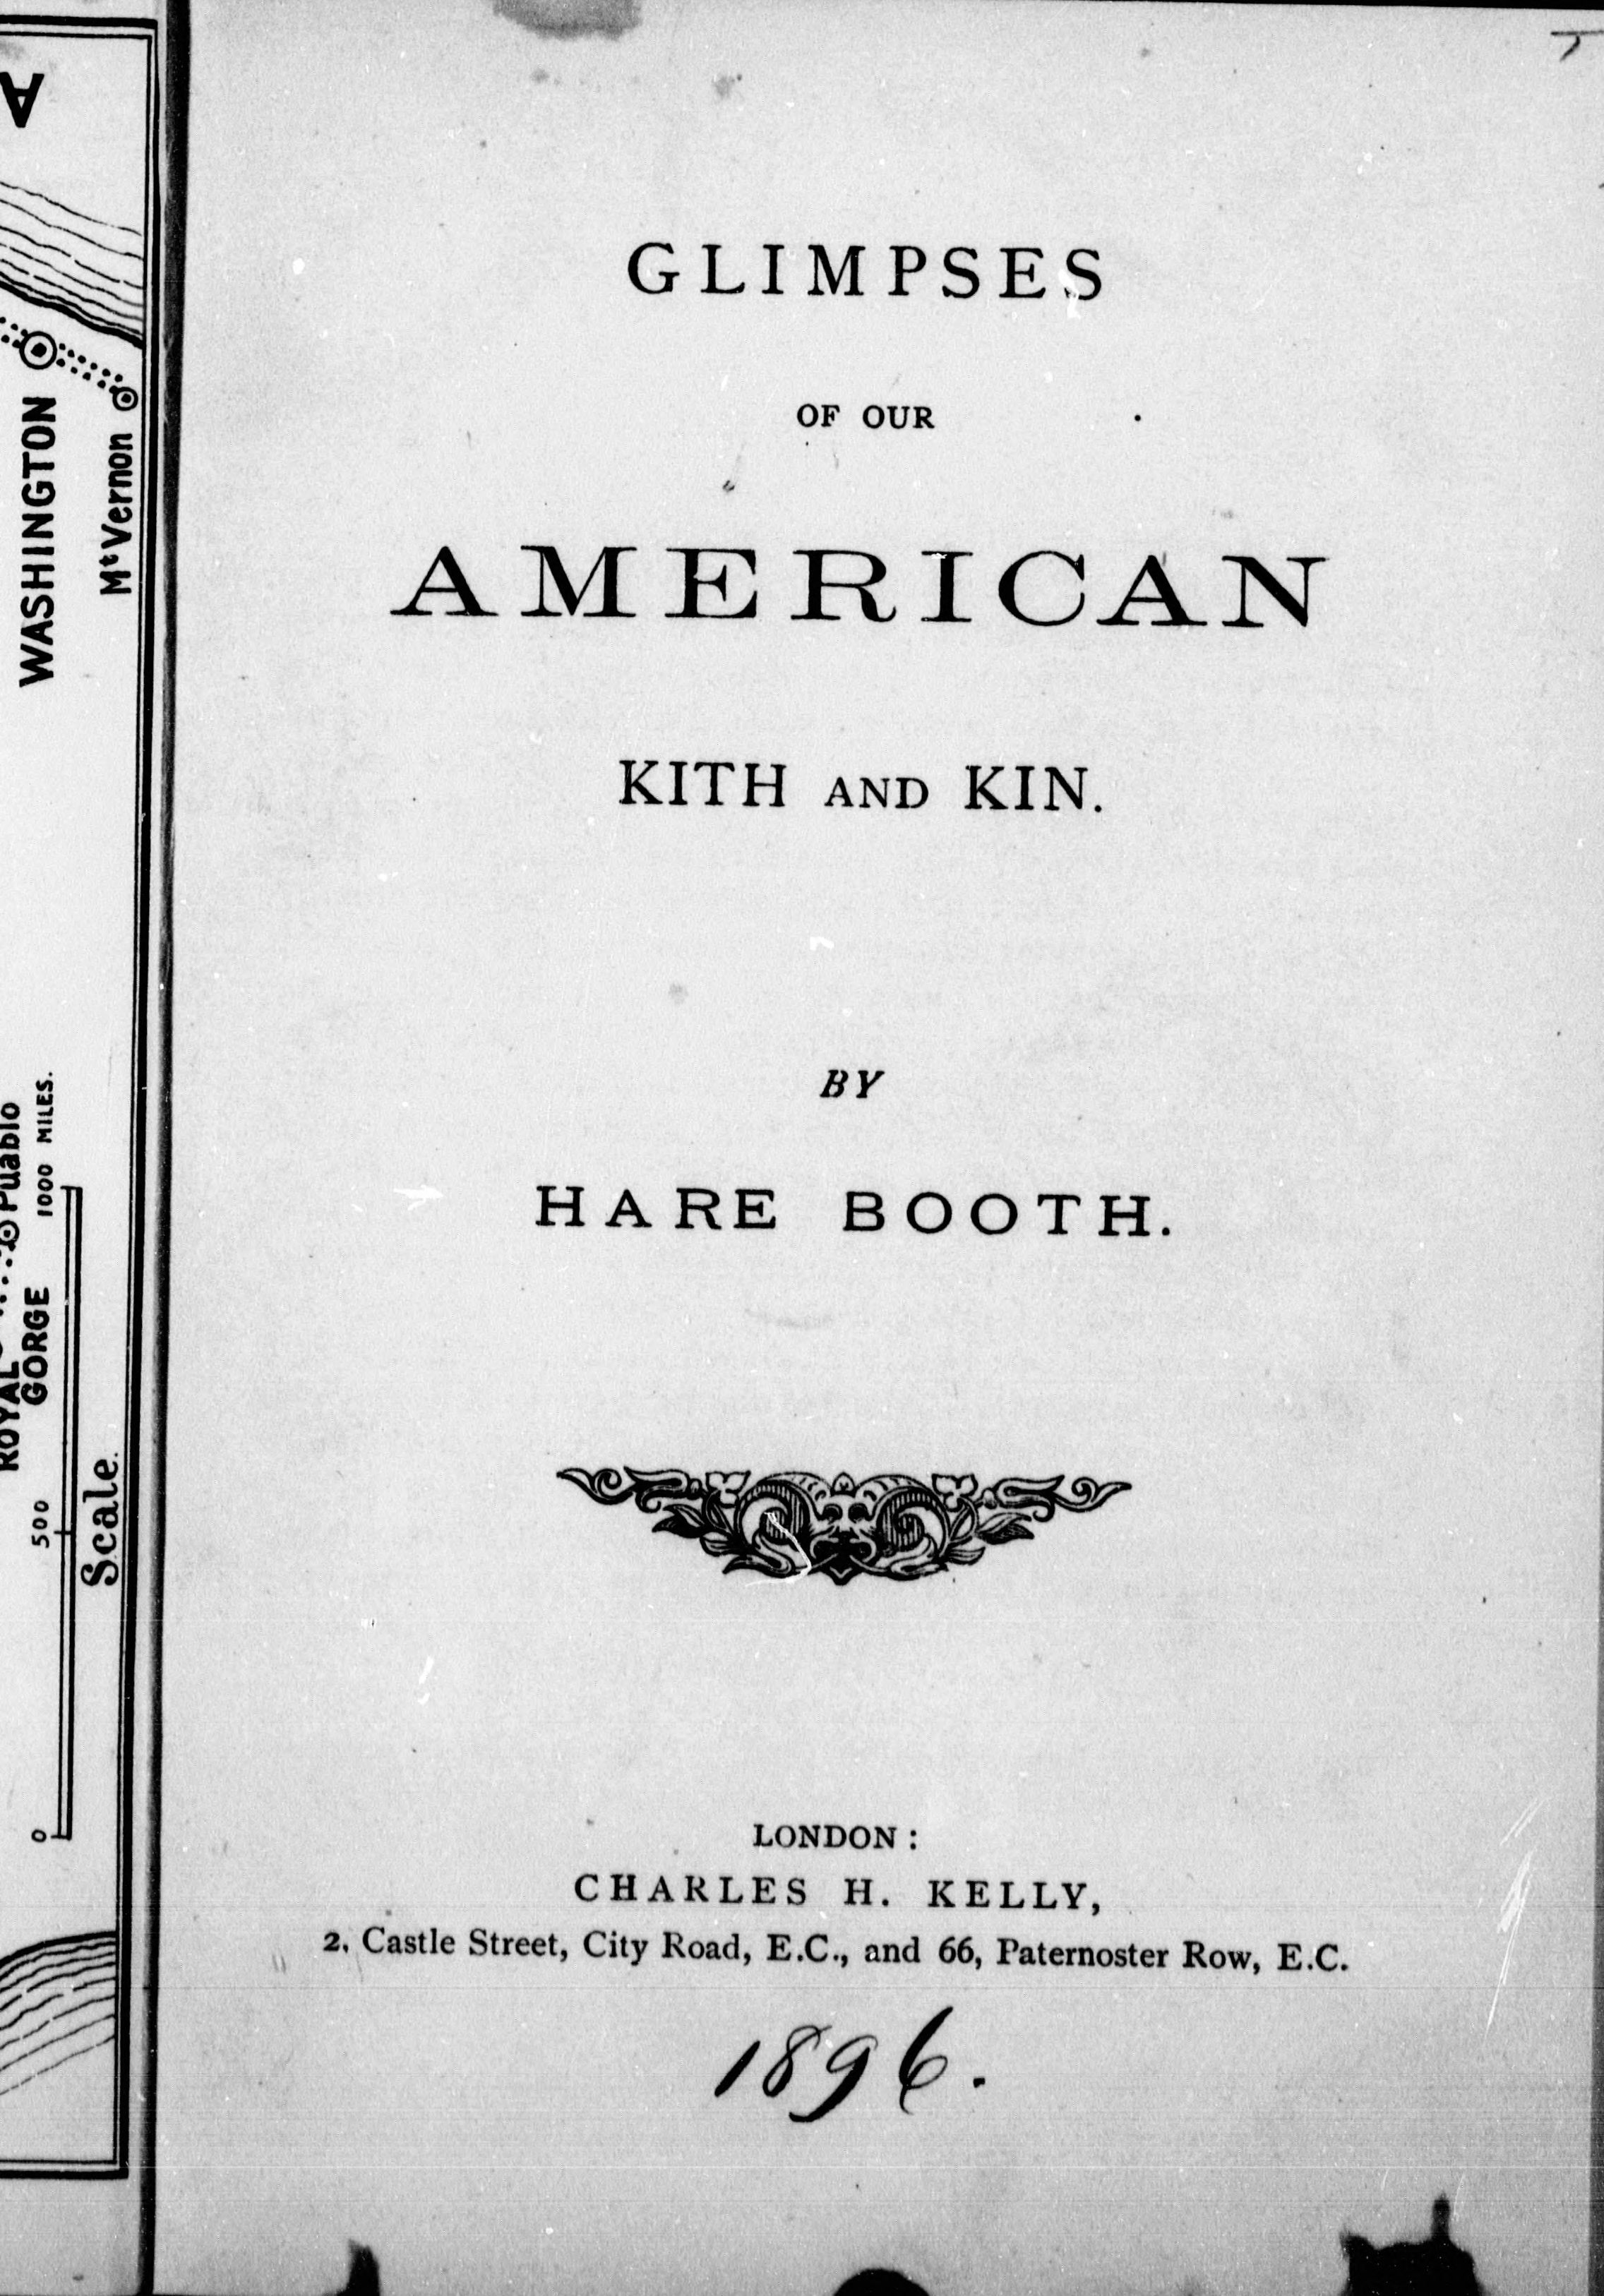 GLIMPSES
OF OUR
AMERICAN
KITH AND KIN.
BY
HARE BOOTH.
LONDON:
CHARLES H. KELLY,
2, Castle Street, City Road, E.C., and 66, Paternoster Row, E.C.
1896.
A
WASHINGTON
Mt Vernon
Puablo
ROYAL
GORGE
0 500 1000 MILES.
Scale.